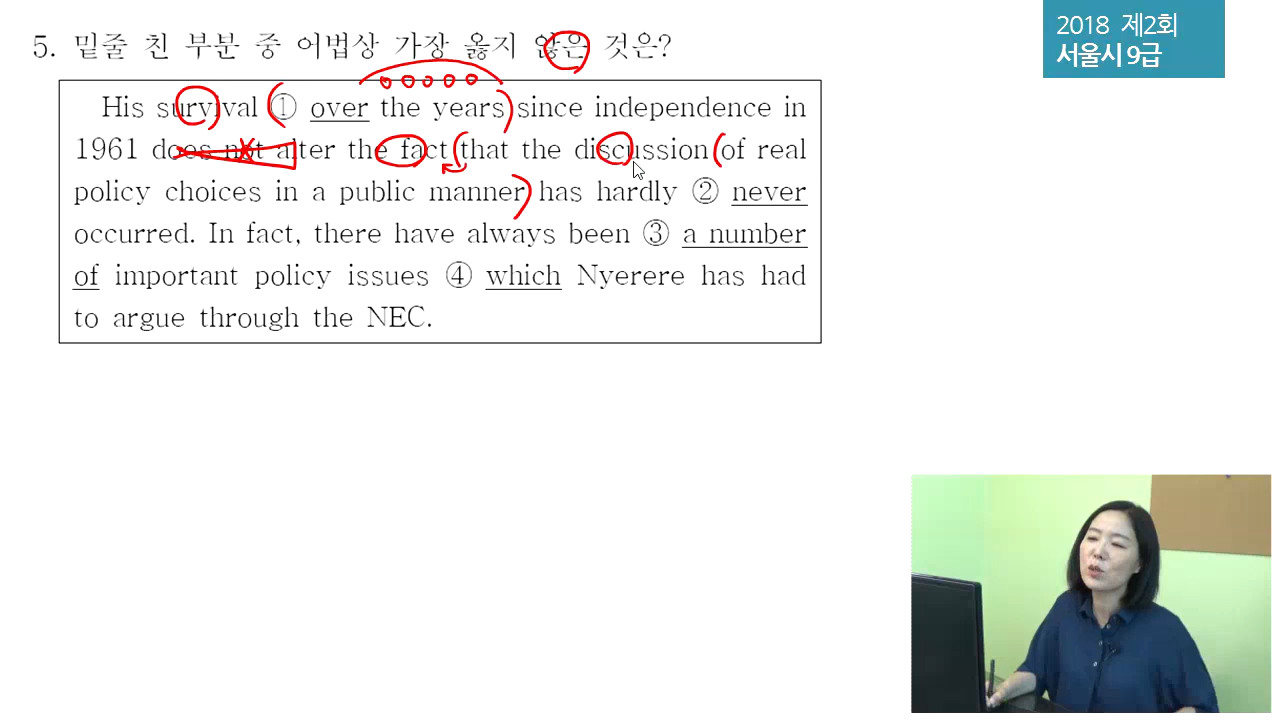 2018 제2회
서울시 9급
5. 밑줄 친 부분 중 어법상 가장 옳지 않은 것은?
His survival ① over the years since independence in
1961 does not alter the fact that the discussion of real
policy choices in a public manner has hardly ② never
occurred. In fact, there have always been ③ a number
of important policy issues ④ which Nyerere has had
to argue through the NEC.